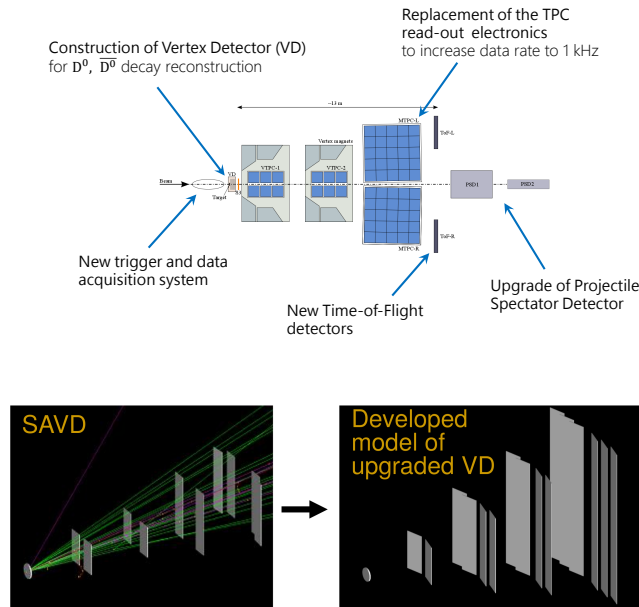 Replacement of the TPC
read-out electronics
to increase data rate to 1 kHz
Construction of Vertex Detector (VD)
for D⁰, D̅⁰ decay reconstruction
~13 m
MTPC-L
ToF-L
Vertex magnets
VD
VTPC-1
VTPC-2
Beam
Target
PSD1
PSD2
ToF-R
MTPC-R
New trigger and data
acquisition system
New Time-of-Flight
detectors
Upgrade of Projectile
Spectator Detector
SAVD
Developed
model of
upgraded VD